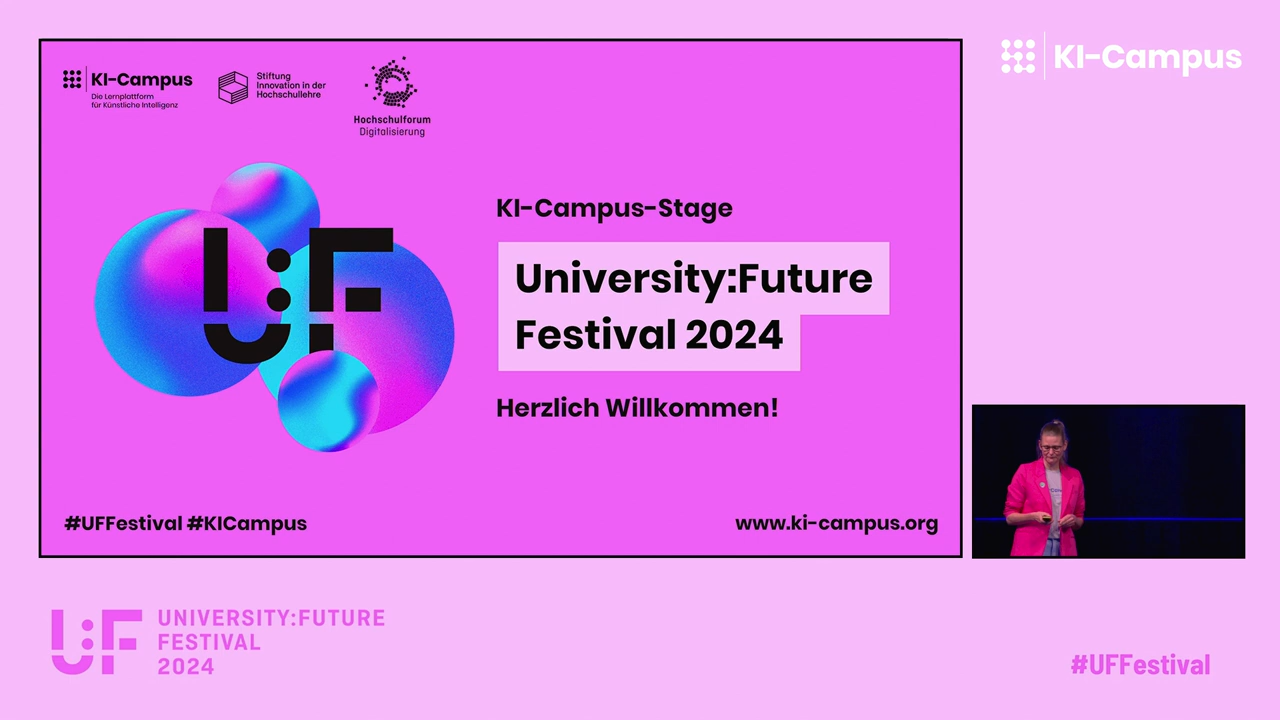 KI-Campus
Die Lernplattform
für Künstliche Intelligenz
Stiftung
Innovation in der
Hochschullehre
Hochschulforum
Digitalisierung
KI-Campus
U:F
KI-Campus-Stage
University:Future
Festival 2024
Herzlich Willkommen!
#UFFestival #KICampus
www.ki-campus.org
U:F
UNIVERSITY:FUTURE
FESTIVAL
2024
#UFFestival